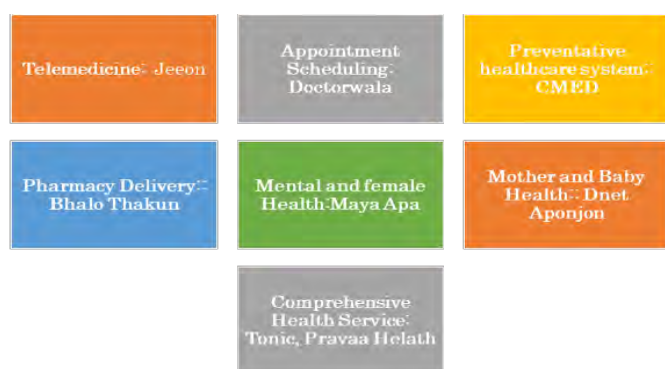 Telemedicine: Jeeon
Appointment
Scheduling:
Doctorwala
Preventative
healthcare system::
CMED
Pharmacy Delivery::
Bhalo Thakun
Mental and female
Health:Maya Apa
Mother and Baby
Health:: Dnet
Aponjon
Comprehensive
Health Service:
Tonic, Pravaa Helath